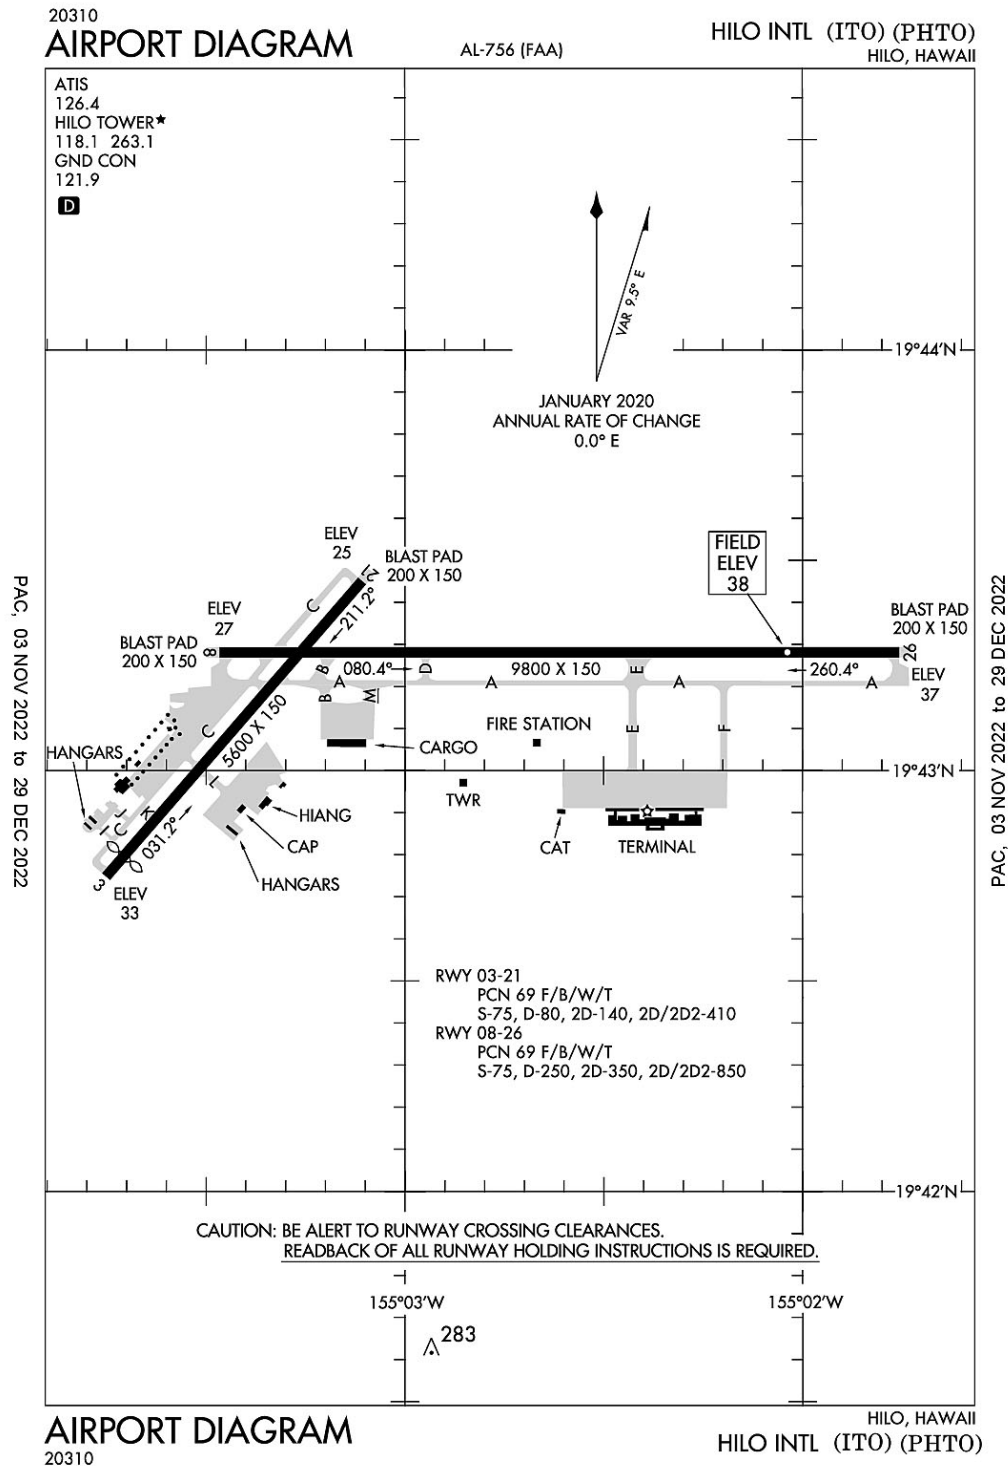 20310
AIRPORT DIAGRAM
AL-756 (FAA)
HILO INTL (ITO) (PHTO)
HILO, HAWAII
ATIS
126.4
HILO TOWER★
118.1 263.1
GND CON
121.9
D
VAR 9.5° E
19°44'N
JANUARY 2020
ANNUAL RATE OF CHANGE
0.0° E
ELEV
25
BLAST PAD
200 X 150
21
211.2°
C
FIELD
ELEV
38
ELEV
27
BLAST PAD
200 X 150
8
BLAST PAD
200 X 150
26
ELEV
37
B
080.4°
D
9800 X 150
E
260.4°
A
A
A
A
B
M
C
5600 X 150
E
F
FIRE STATION
CARGO
HANGARS
19°43'N
L
TWR
HIANG
CAP
HANGARS
CAT
TERMINAL
J
C
I
K
031.2°
3
ELEV
33
RWY 03-21
PCN 69 F/B/W/T
S-75, D-80, 2D-140, 2D/2D2-410
RWY 08-26
PCN 69 F/B/W/T
S-75, D-250, 2D-350, 2D/2D2-850
19°42'N
CAUTION: BE ALERT TO RUNWAY CROSSING CLEARANCES.
READBACK OF ALL RUNWAY HOLDING INSTRUCTIONS IS REQUIRED.
155°03'W
155°02'W
283
PAC, 03 NOV 2022 to 29 DEC 2022
PAC, 03 NOV 2022 to 29 DEC 2022
AIRPORT DIAGRAM
20310
HILO, HAWAII
HILO INTL (ITO) (PHTO)